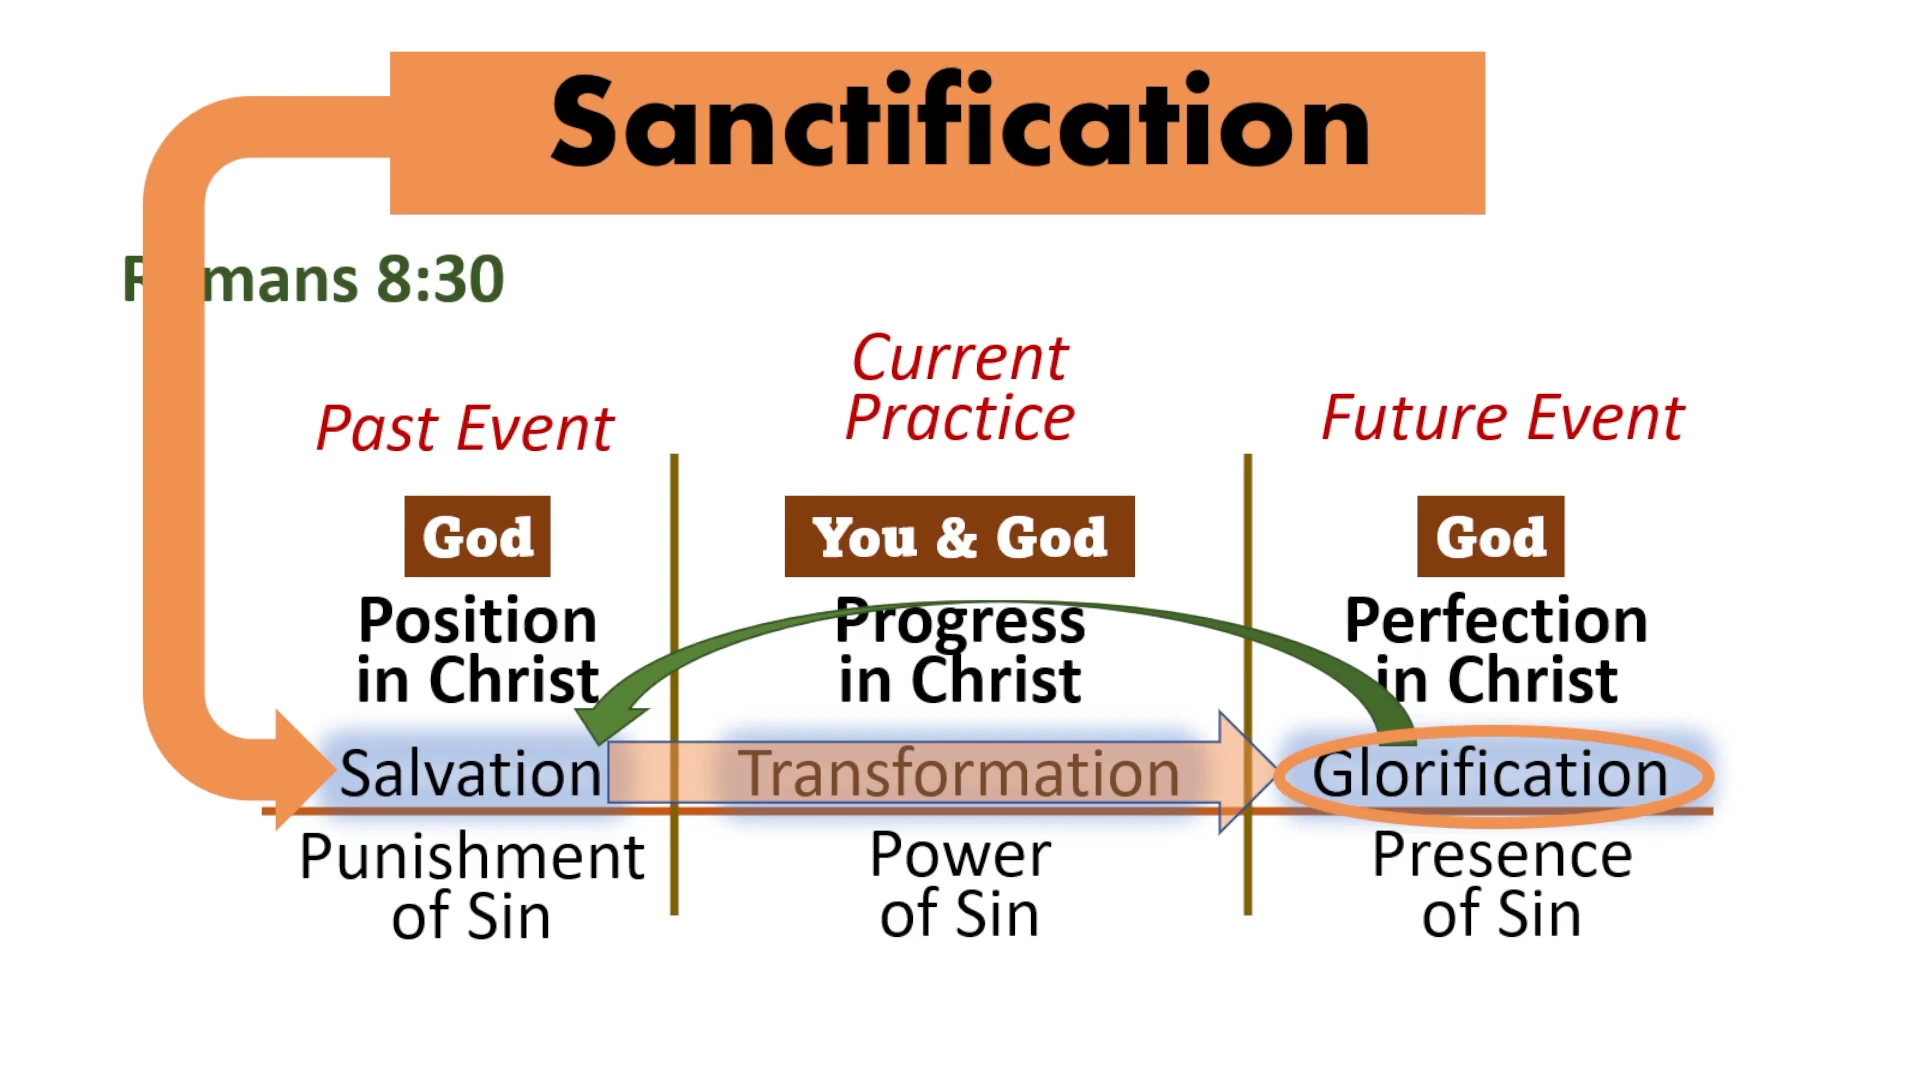 Sanctification
Romans 8:30
Past Event
Current
Practice
Future Event
God
You & God
God
Position
in Christ
Progress
in Christ
Perfection
in Christ
Salvation
Transformation
Glorification
Punishment
of Sin
Power
of Sin
Presence
of Sin